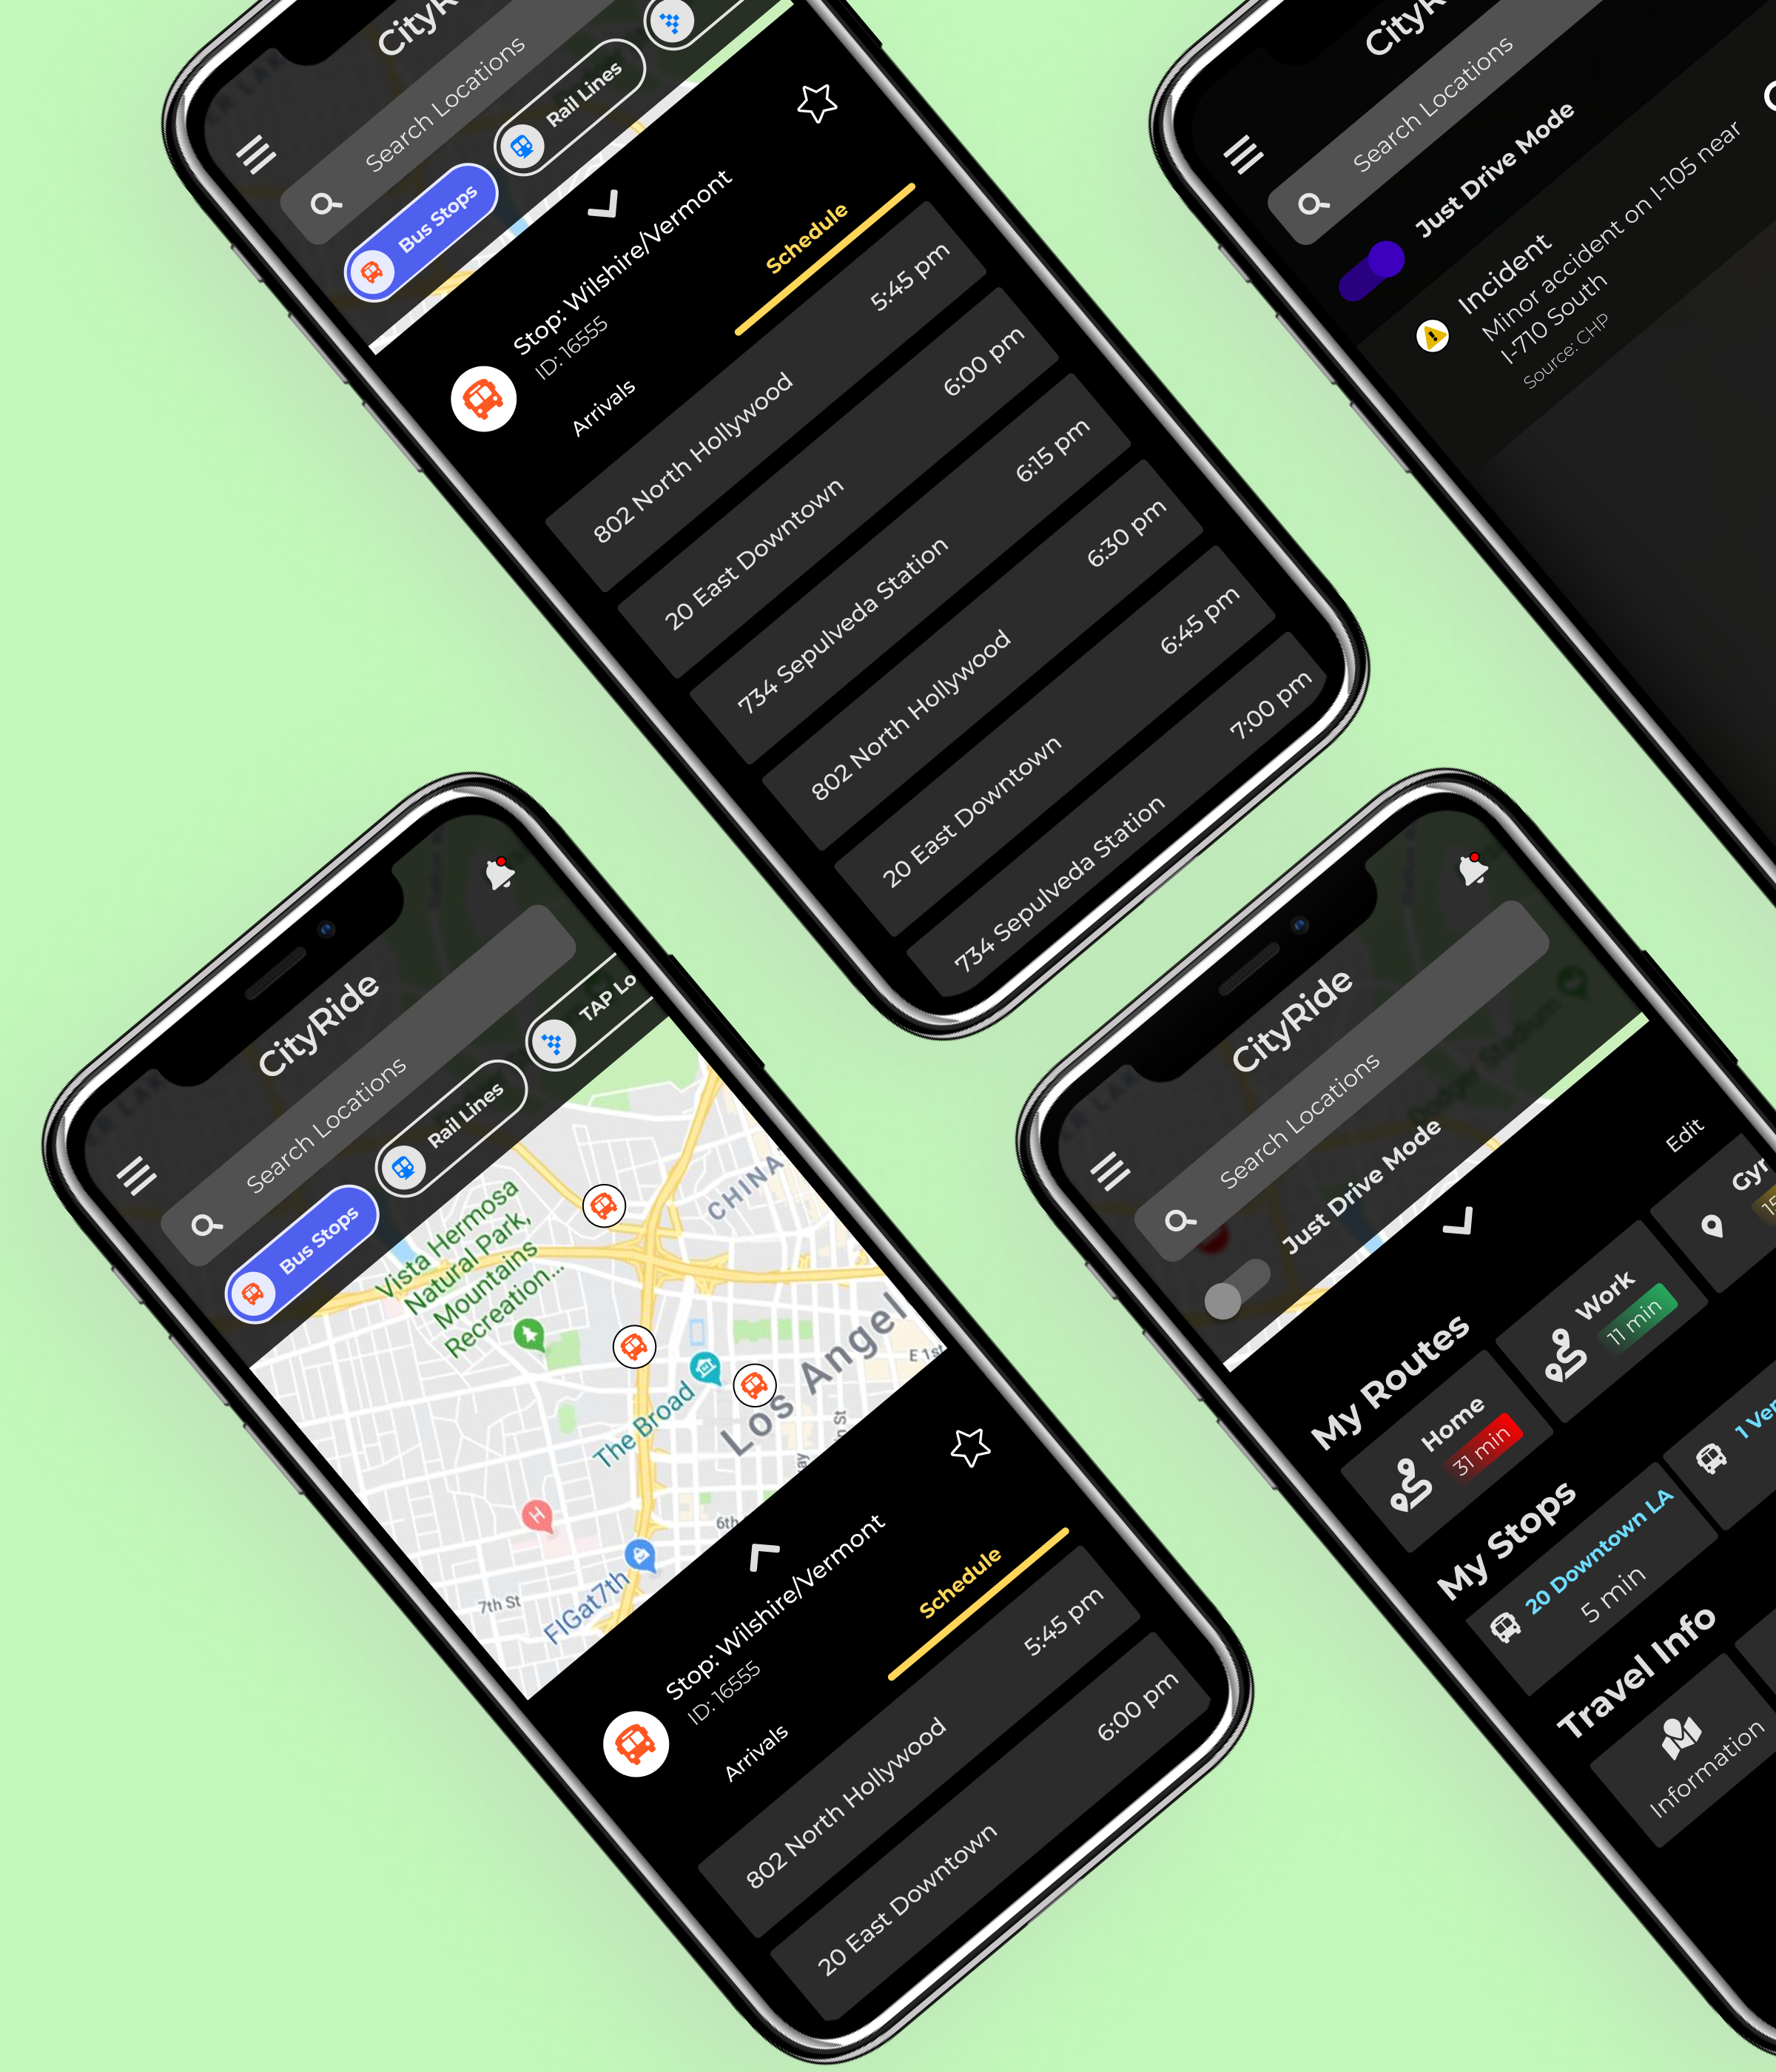 Search Locations
Bus Stops
Rail Lines
Stop: Wilshire/Vermont
ID: 16555
Arrivals
Schedule
802 North Hollywood
5:45 pm
20 East Downtown
6:00 pm
734 Sepulveda Station
6:15 pm
802 North Hollywood
6:30 pm
20 East Downtown
6:45 pm
734 Sepulveda Station
7:00 pm
Search Locations
Just Drive Mode
Incident
Minor accident on I-105 near
I-710 South
Source: CHP
CityRide
Search Locations
Bus Stops
Rail Lines
TAP Lo
Vista Hermosa
Natural Park,
Mountains
Recreation...
CHINA
The Broad
Los Angel
E 1st
6th
7th St
FIGat7th
H
Stop: Wilshire/Vermont
ID: 16555
Arrivals
Schedule
802 North Hollywood
5:45 pm
20 East Downtown
6:00 pm
CityRide
Search Locations
Dodger Stadium
Just Drive Mode
Edit
My Routes
Home
31 min
Work
11 min
Gyr
15
My Stops
20 Downtown LA
5 min
1 Ver
Travel Info
Information